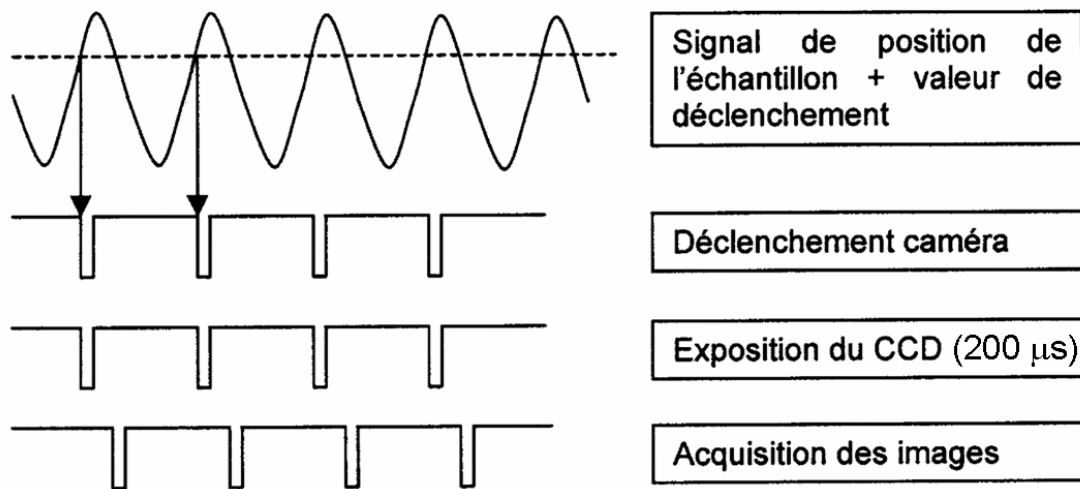 Signal de position de
l'échantillon + valeur de
déclenchement
Déclenchement caméra
Exposition du CCD (200 μs)
Acquisition des images